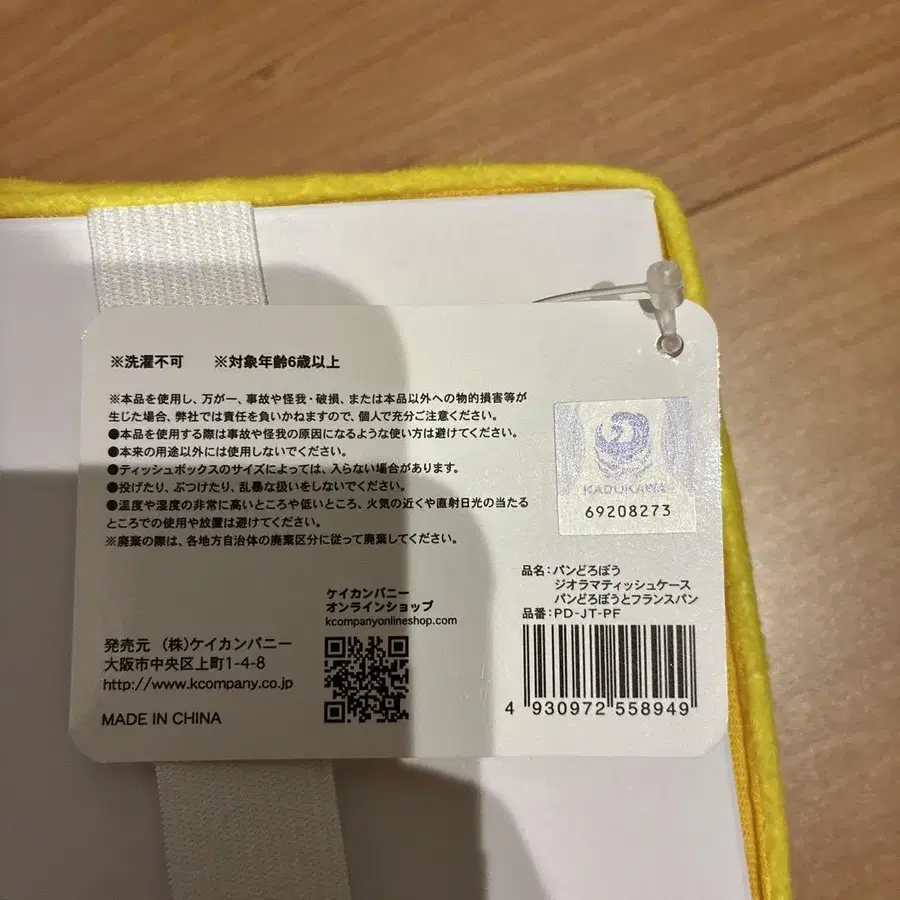 ※洗濯不可 ※対象年齢6歳以上
※本品を使用し、万が一、事故や怪我・破損、または本品以外への物的損害等が
生じた場合、弊社では責任を負いかねますので、個人で充分ご注意ください。
●本品を使用する際は事故や怪我の原因になるような使い方は避けてください。
●本来の用途以外には使用しないでください。
●ティッシュボックスのサイズによっては、入らない場合があります。
●投げたり、ぶつけたり、乱暴な扱いをしないでください。
●温度や湿度の非常に高いところや低いところ、火気の近くや直射日光の当たる
ところでの使用や放置は避けてください。
※廃棄の際は、各地方自治体の廃棄区分に従って廃棄してください。
KADOKAWA
69208273
ケイカンパニー
オンラインショップ
kcompanyonlineshop.com
発売元 (株)ケイカンパニー
大阪市中央区上町1-4-8
http://www.kcompany.co.jp
MADE IN CHINA
品名:パンどろぼう
ジオラマティッシュケース
パンどろぼうとフランスパン
品番:PD-JT-PF
4 930972 558949